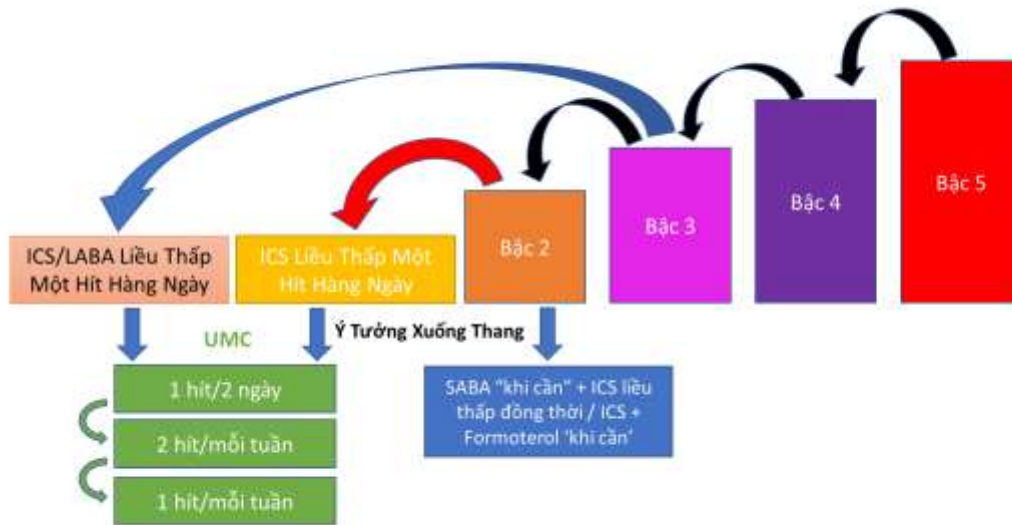 Bậc 5
Bậc 4
Bậc 3
Bậc 2
ICS/LABA Liều Thấp
Một Hít Hàng Ngày
ICS Liều Thấp Một
Hít Hàng Ngày
UMC
Ý Tưởng Xuống Thang
1 hít/2 ngày
2 hít/mỗi tuần
1 hít/mỗi tuần
SABA "khi cần" + ICS liều
thấp đồng thời / ICS +
Formoterol 'khi cần'